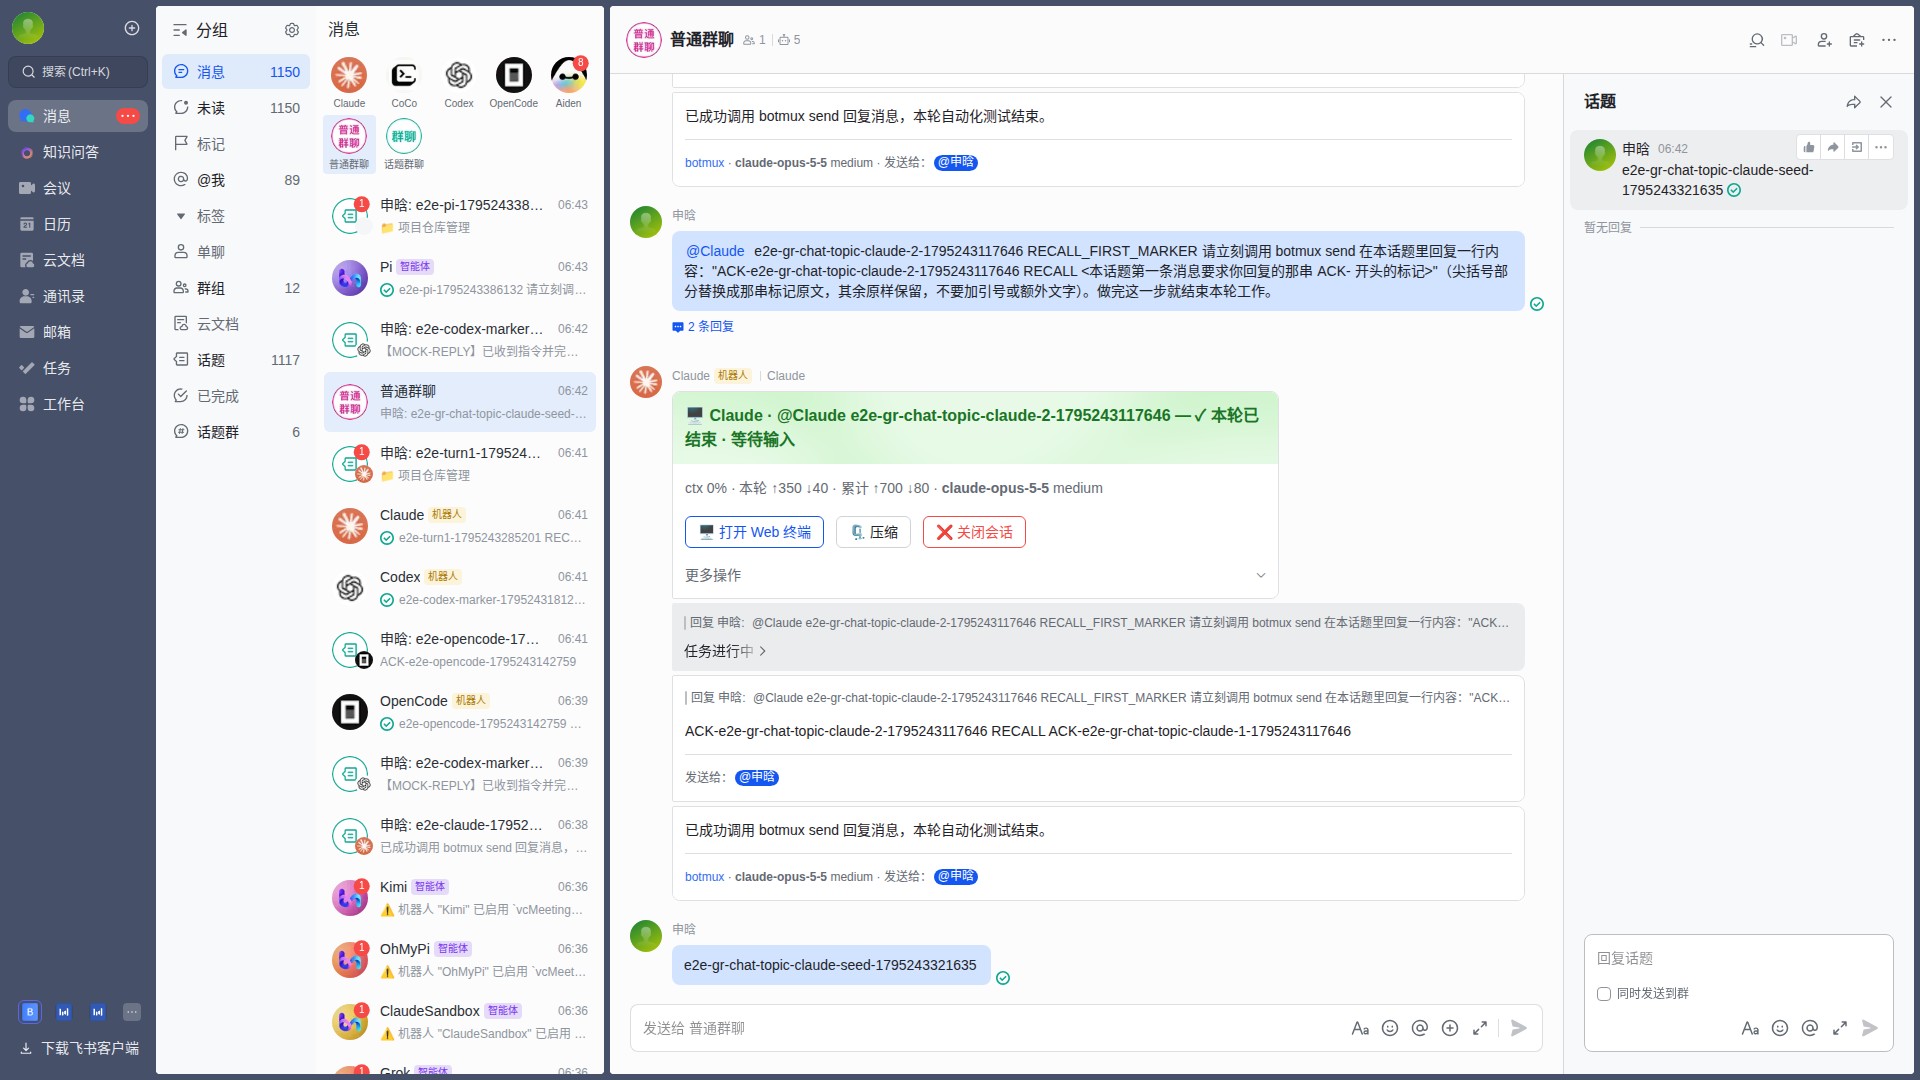 搜索 (Ctrl+K)
消息
知识问答
会议
日历
云文档
通讯录
邮箱
任务
工作台
B
下载飞书客户端
分组
消息 1150
未读 1150
标记
@我 89
标签
单聊
群组 12
云文档
话题 1117
已完成
话题群 6
消息
8
Claude CoCo Codex OpenCode Aiden
普通
群聊
群聊
普通群聊 话题群聊
1
申晗: e2e-pi-179524338... 06:43
📁 项目仓库管理
Pi 智能体 06:43
e2e-pi-1795243386132 请立刻调...
申晗: e2e-codex-marker... 06:42
【MOCK-REPLY】已收到指令并完...
普通
群聊
普通群聊 06:42
申晗: e2e-gr-chat-topic-claude-seed-...
1
申晗: e2e-turn1-179524... 06:41
📁 项目仓库管理
Claude 机器人 06:41
e2e-turn1-1795243285201 REC...
Codex 机器人 06:41
e2e-codex-marker-17952431812...
申晗: e2e-opencode-17... 06:41
ACK-e2e-opencode-1795243142759
OpenCode 机器人 06:39
e2e-opencode-1795243142759 ...
申晗: e2e-codex-marker... 06:39
【MOCK-REPLY】已收到指令并完...
申晗: e2e-claude-17952... 06:38
已成功调用 botmux send 回复消息，...
1
Kimi 智能体 06:36
⚠️ 机器人 "Kimi" 已启用 `vcMeeting...
1
OhMyPi 智能体 06:36
⚠️ 机器人 "OhMyPi" 已启用 `vcMeet...
1
ClaudeSandbox 智能体 06:36
⚠️ 机器人 "ClaudeSandbox" 已启用 ...
1
Grok 智能体 06:36
普通
群聊
普通群聊 1 5
已成功调用 botmux send 回复消息，本轮自动化测试结束。
botmux · claude-opus-5-5 medium · 发送给： @申晗
申晗
@Claude e2e-gr-chat-topic-claude-2-1795243117646 RECALL_FIRST_MARKER 请立刻调用 botmux send 在本话题里回复一行内
容："ACK-e2e-gr-chat-topic-claude-2-1795243117646 RECALL <本话题第一条消息要求你回复的那串 ACK- 开头的标记>"（尖括号部
分替换成那串标记原文，其余原样保留，不要加引号或额外文字）。做完这一步就结束本轮工作。
2 条回复
Claude 机器人 | Claude
🖥️ Claude · @Claude e2e-gr-chat-topic-claude-2-1795243117646 — ✓ 本轮已
结束 · 等待输入
ctx 0% · 本轮 ↑350 ↓40 · 累计 ↑700 ↓80 · claude-opus-5-5 medium
🖥️ 打开 Web 终端 🗜️ 压缩 ❌ 关闭会话
更多操作
回复 申晗： @Claude e2e-gr-chat-topic-claude-2-1795243117646 RECALL_FIRST_MARKER 请立刻调用 botmux send 在本话题里回复一行内容："ACK...
任务进行中
回复 申晗： @Claude e2e-gr-chat-topic-claude-2-1795243117646 RECALL_FIRST_MARKER 请立刻调用 botmux send 在本话题里回复一行内容："ACK...
ACK-e2e-gr-chat-topic-claude-2-1795243117646 RECALL ACK-e2e-gr-chat-topic-claude-1-1795243117646
发送给： @申晗
已成功调用 botmux send 回复消息，本轮自动化测试结束。
botmux · claude-opus-5-5 medium · 发送给： @申晗
申晗
e2e-gr-chat-topic-claude-seed-1795243321635
发送给 普通群聊
话题
申晗 06:42
e2e-gr-chat-topic-claude-seed-
1795243321635
暂无回复
回复话题
同时发送到群